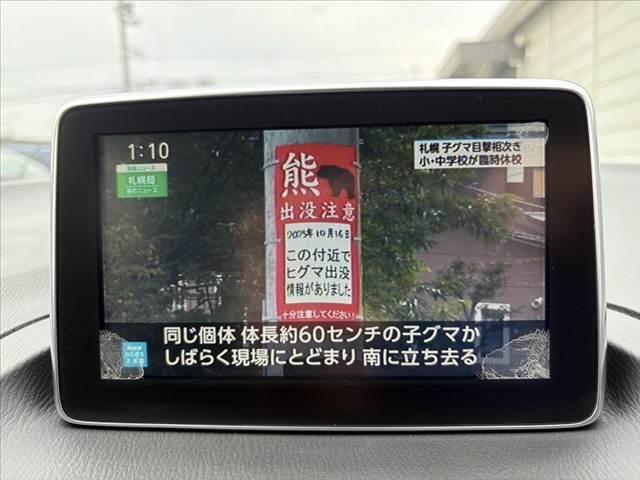 1:10
札幌局
札幌 子グマ目撃相次ぎ
小・中学校が臨時休校
熊
出没注意
2025年10月16日
この付近で
ヒグマ出没
情報がありました
十分注意してください!
同じ個体 体長約60センチの子グマか
しばらく現場にとどまり 南に立ち去る